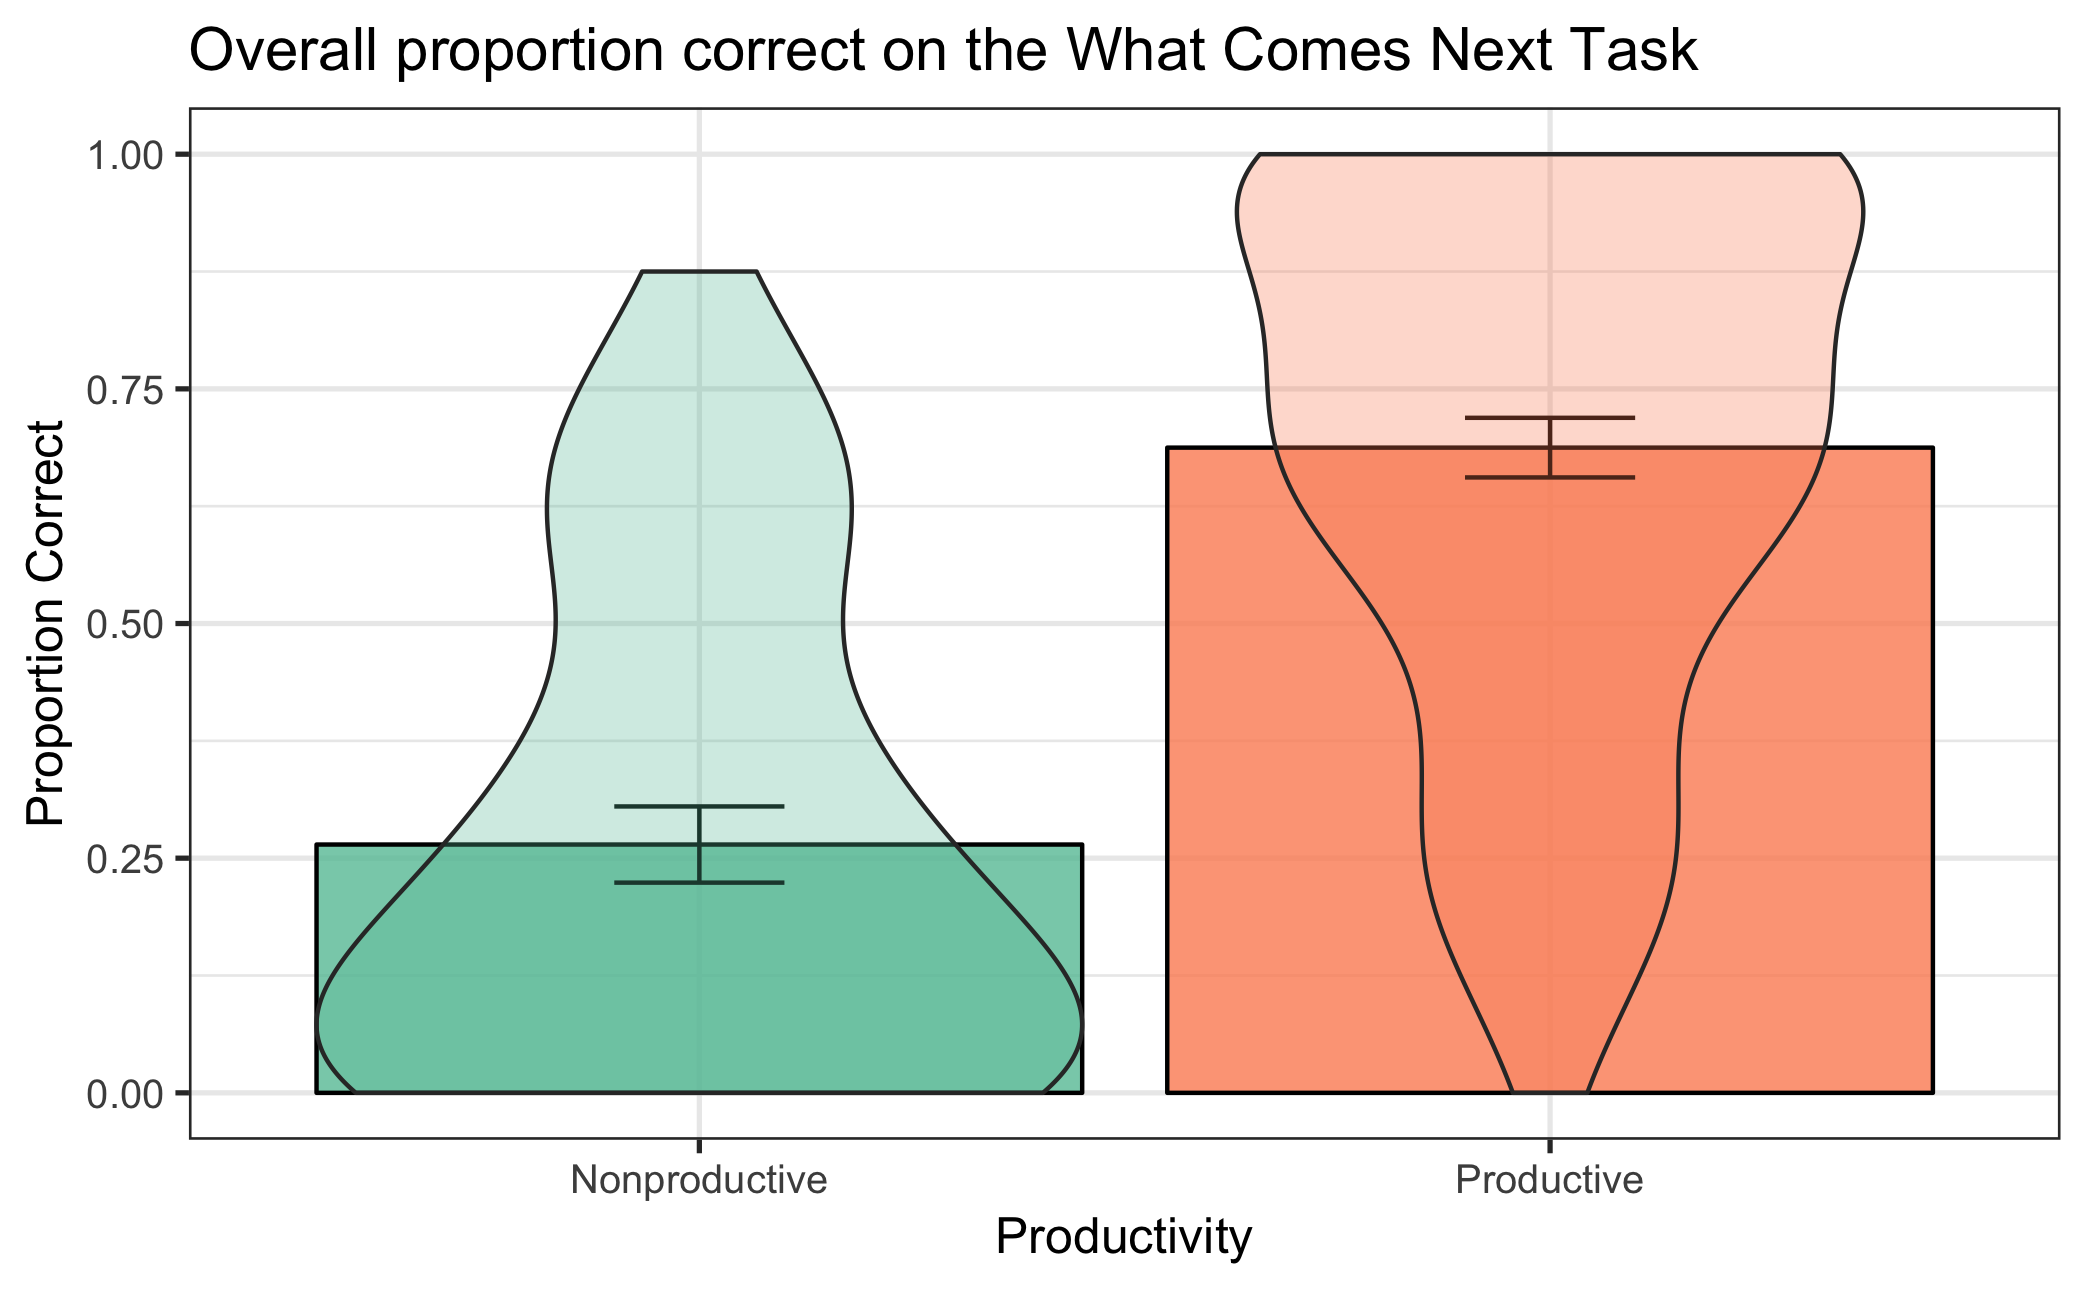 Overall proportion correct on the What Comes Next Task
Proportion Correct
1.00
0.75
0.50
0.25
0.00
Nonproductive
Productive
Productivity